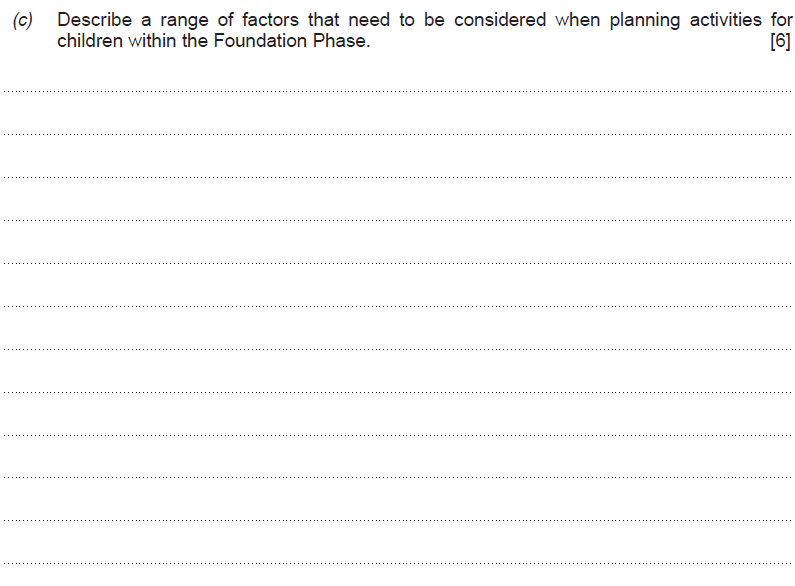 (c) Describe a range of factors that need to be considered when planning activities for
children within the Foundation Phase. [6]